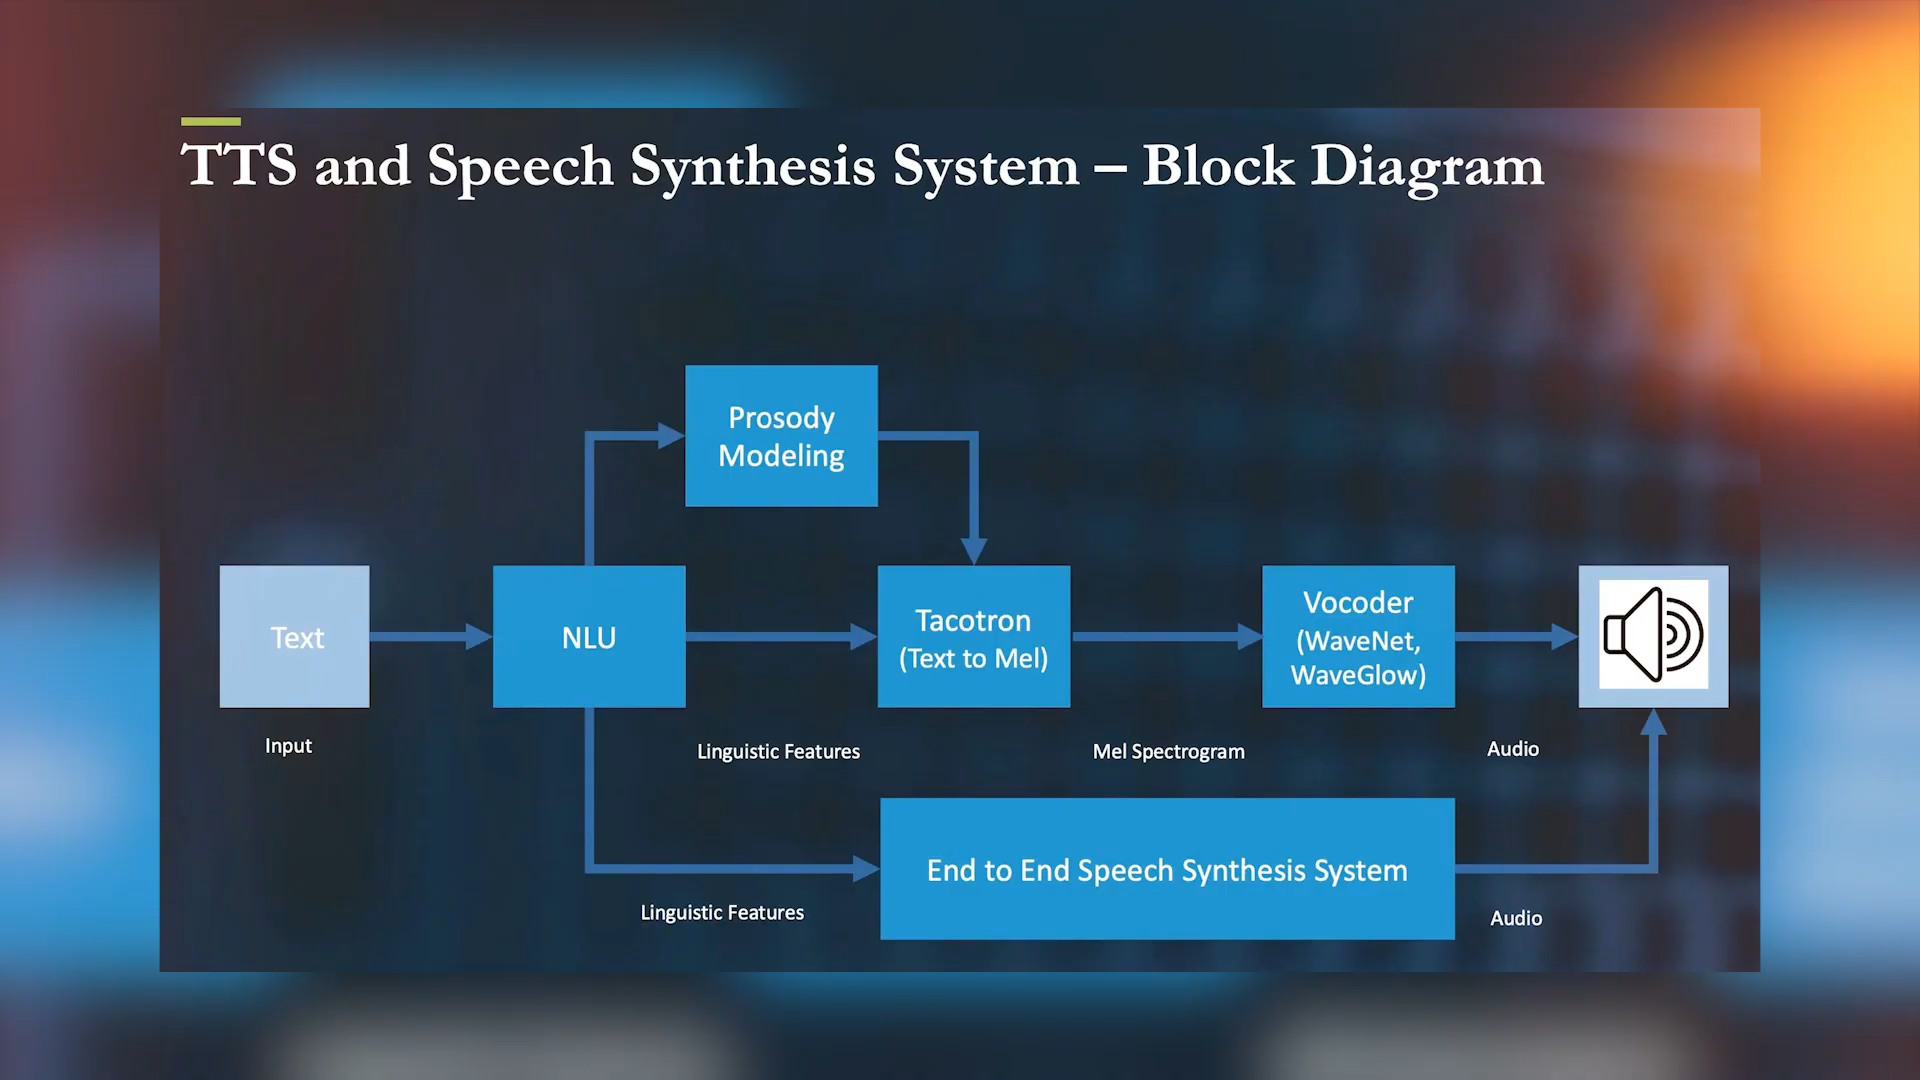 TTS and Speech Synthesis System – Block Diagram
Prosody
Modeling
Text
NLU
Tacotron
(Text to Mel)
Vocoder
(WaveNet,
WaveGlow)
Input
Linguistic Features
Mel Spectrogram
Audio
End to End Speech Synthesis System
Linguistic Features
Audio